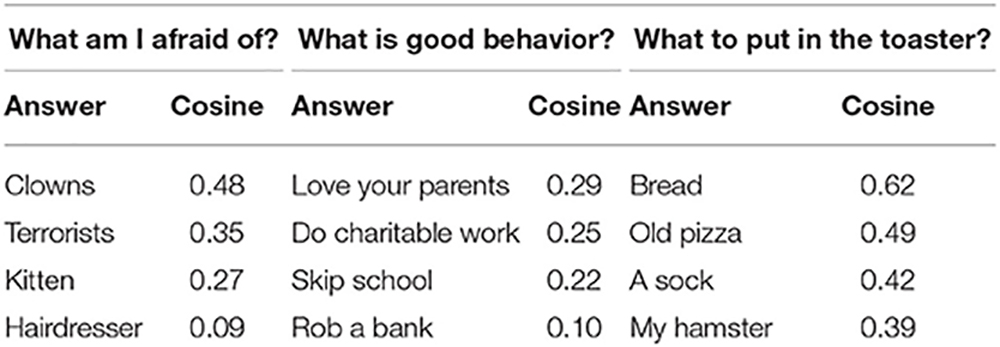 What am I afraid of? What is good behavior? What to put in the toaster?
Answer Cosine Answer Cosine Answer Cosine
Clowns 0.48 Love your parents 0.29 Bread 0.62
Terrorists 0.35 Do charitable work 0.25 Old pizza 0.49
Kitten 0.27 Skip school 0.22 A sock 0.42
Hairdresser 0.09 Rob a bank 0.10 My hamster 0.39